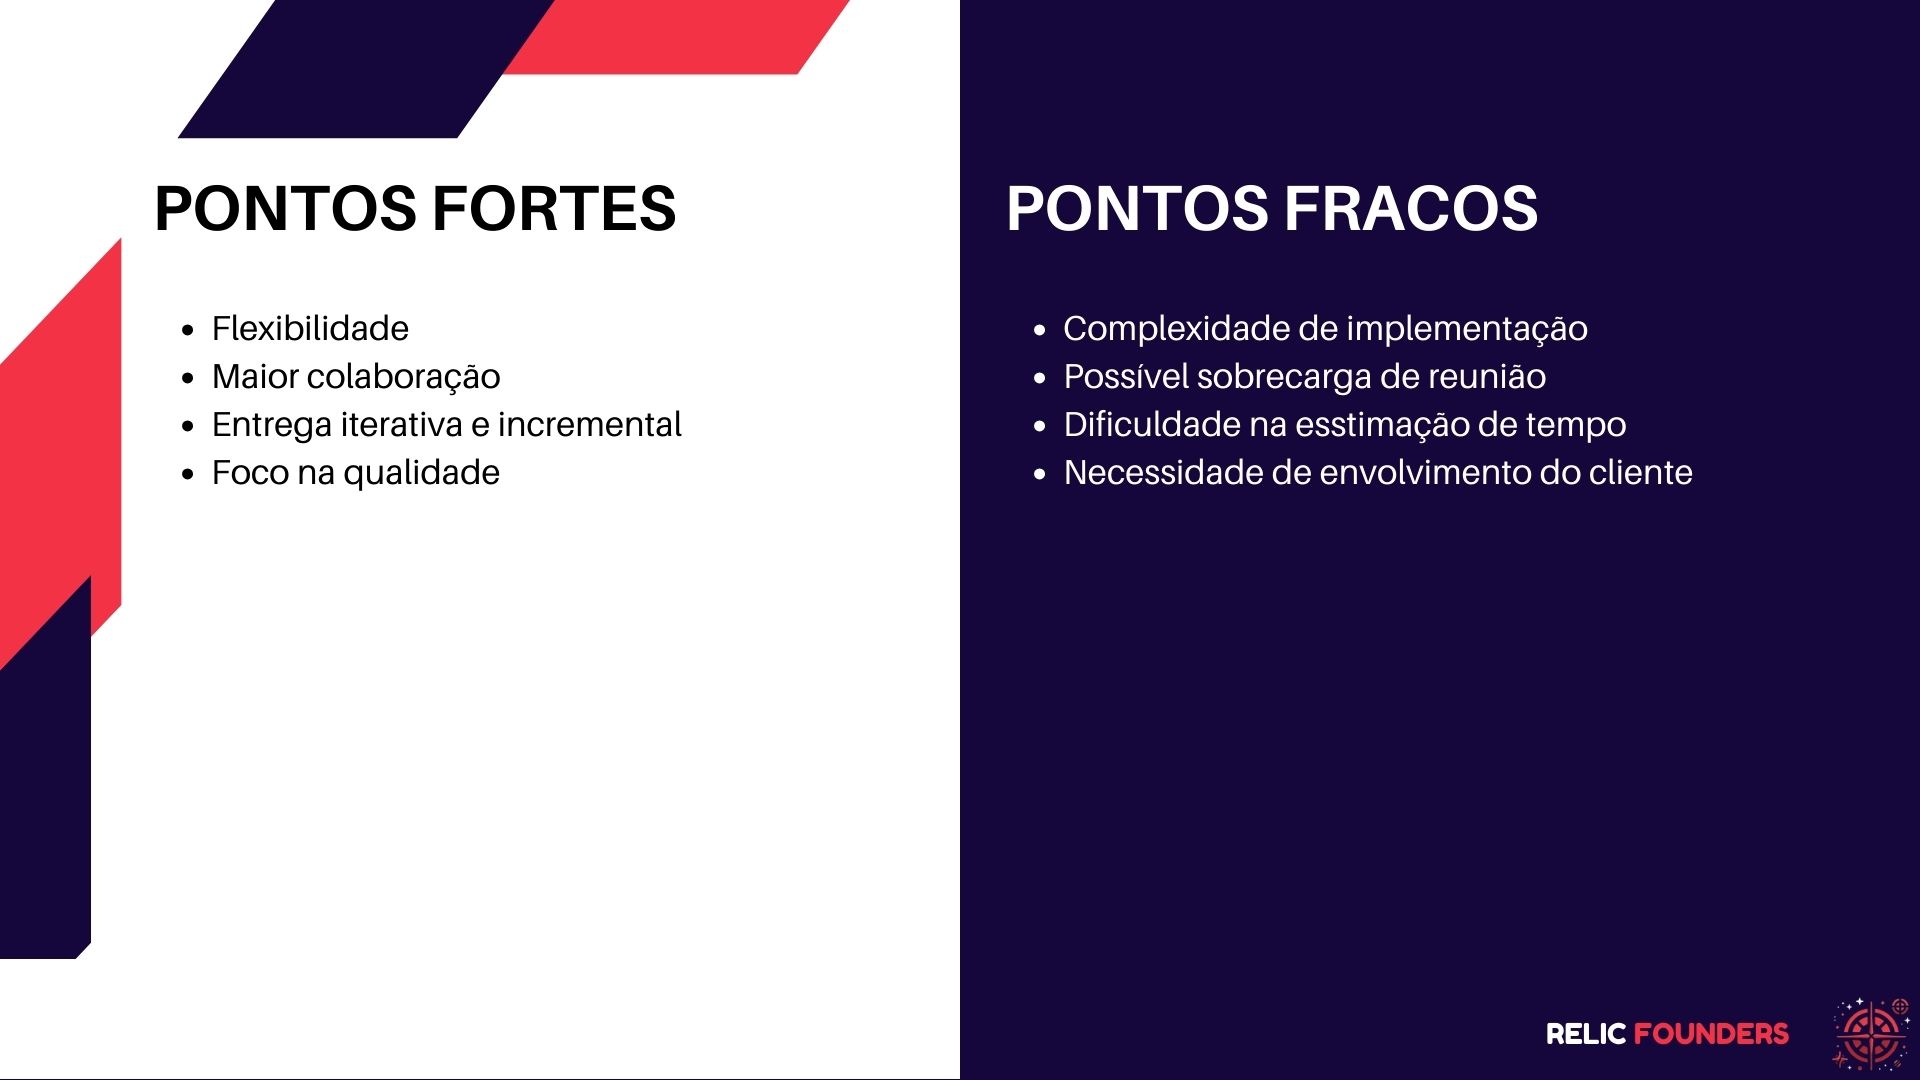 PONTOS FORTES
• Flexibilidade
• Maior colaboração
• Entrega iterativa e incremental
• Foco na qualidade
PONTOS FRACOS
• Complexidade de implementação
• Possível sobrecarga de reunião
• Dificuldade na esstimação de tempo
• Necessidade de envolvimento do cliente
RELIC FOUNDERS